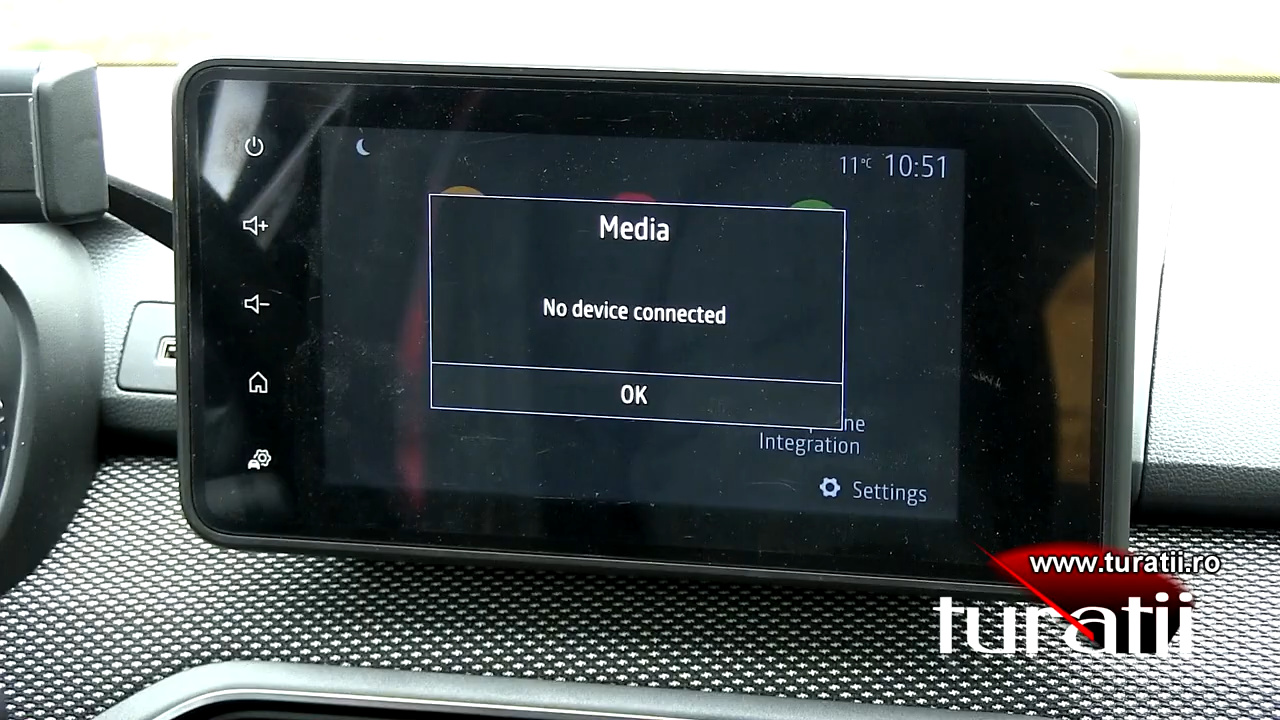 11°C 10:51
Media
No device connected
OK
Integration
Settings
www.turatii.ro
turatii